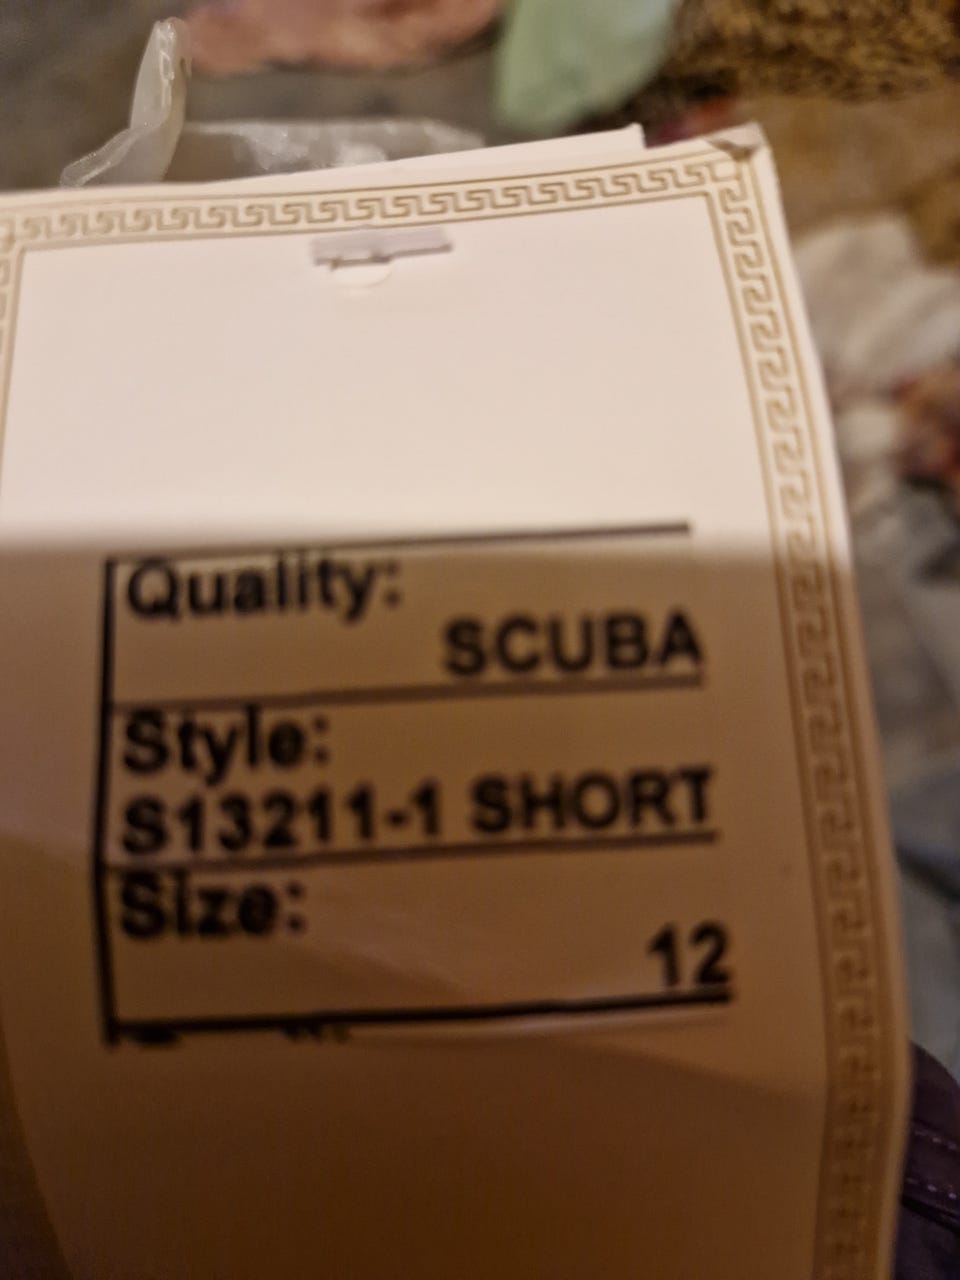 Quality:
SCUBA
Style:
S13211-1 SHORT
Size:
12